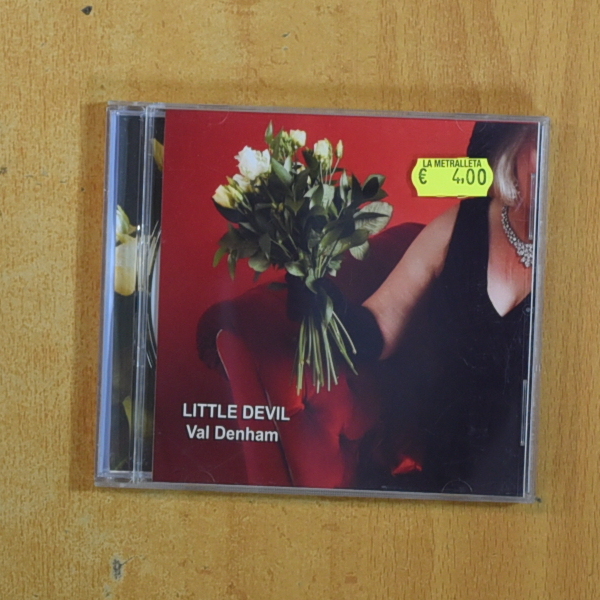 LA METRALLETA
€ 4,00
LITTLE DEVIL
Val Denham